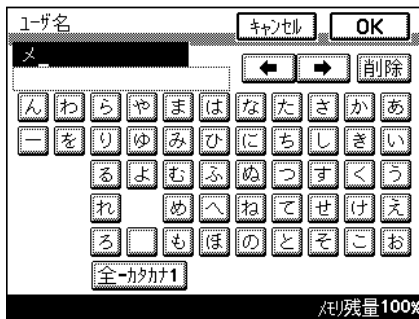 ﾕｰｻﾞ名 ｷｬﾝｾﾙ OK
メ_
← → 削除
ん わ ら や ま は な た さ か あ
ー を り ゆ み ひ に ち し き い
る よ む ふ ぬ つ す く う
れ め へ ね て せ け え
ろ も ほ の と そ こ お
全-ｶﾀｶﾅ1
ﾒﾓﾘ残量100%